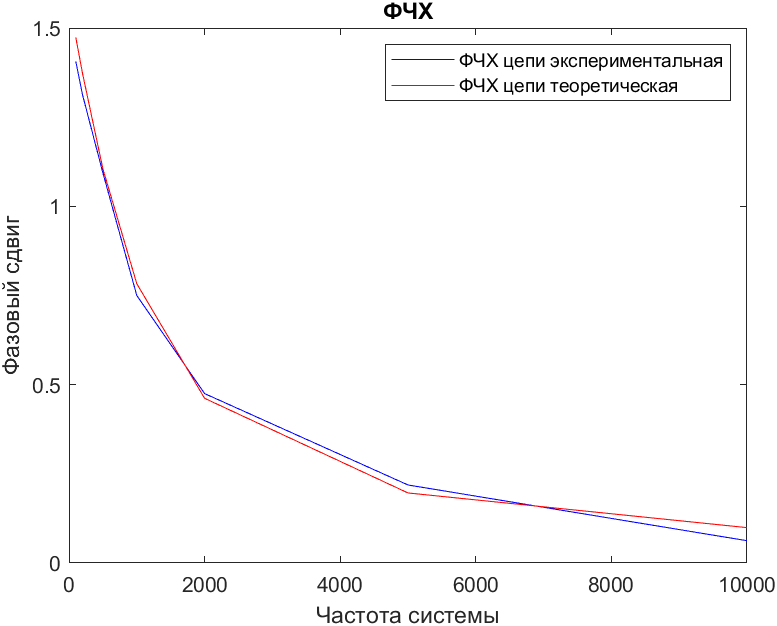 ФЧХ
ФЧХ цепи экспериментальная
ФЧХ цепи теоретическая
Фазовый сдвиг
1.5
1
0.5
0
0
2000
4000
6000
8000
10000
Частота системы